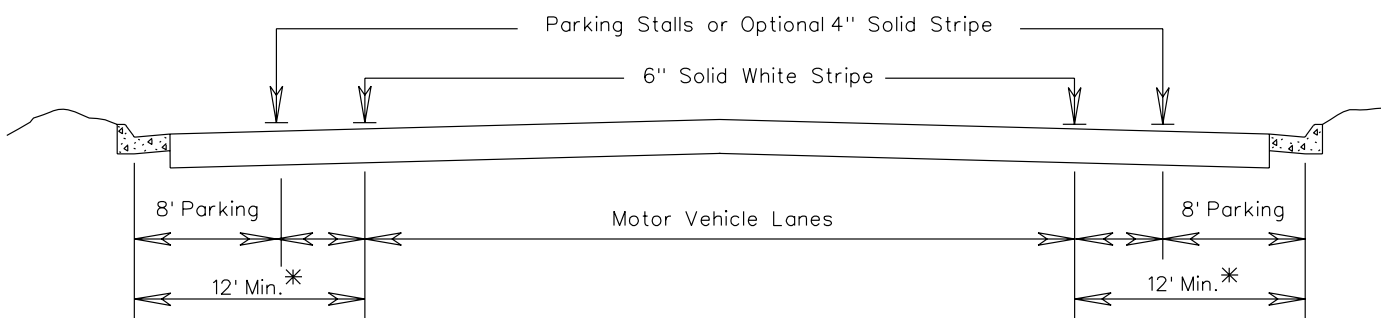 Parking Stalls or Optional 4" Solid Stripe
6" Solid White Stripe
8' Parking
Motor Vehicle Lanes
8' Parking
12' Min.*
12' Min.*